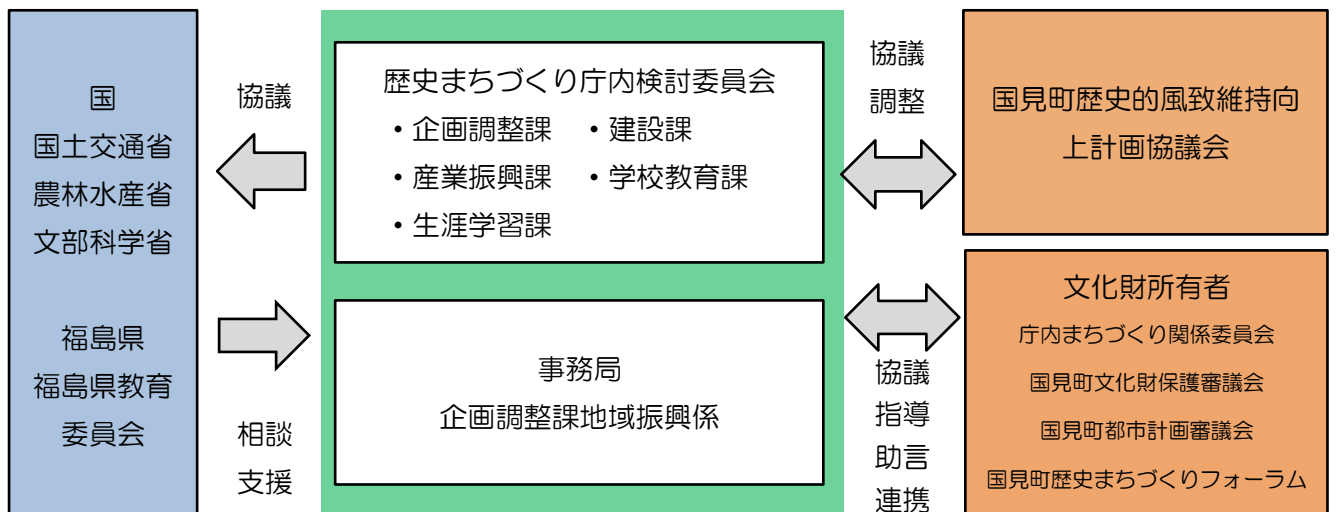 国
国土交通省
農林水産省
文部科学省
福島県
福島県教育
委員会
協議
相談
支援
歴史まちづくり庁内検討委員会
・企画調整課 ・建設課
・産業振興課 ・学校教育課
・生涯学習課
事務局
企画調整課地域振興係
協議
調整
協議
指導
助言
連携
国見町歴史的風致維持向
上計画協議会
文化財所有者
庁内まちづくり関係委員会
国見町文化財保護審議会
国見町都市計画審議会
国見町歴史まちづくりフォーラム